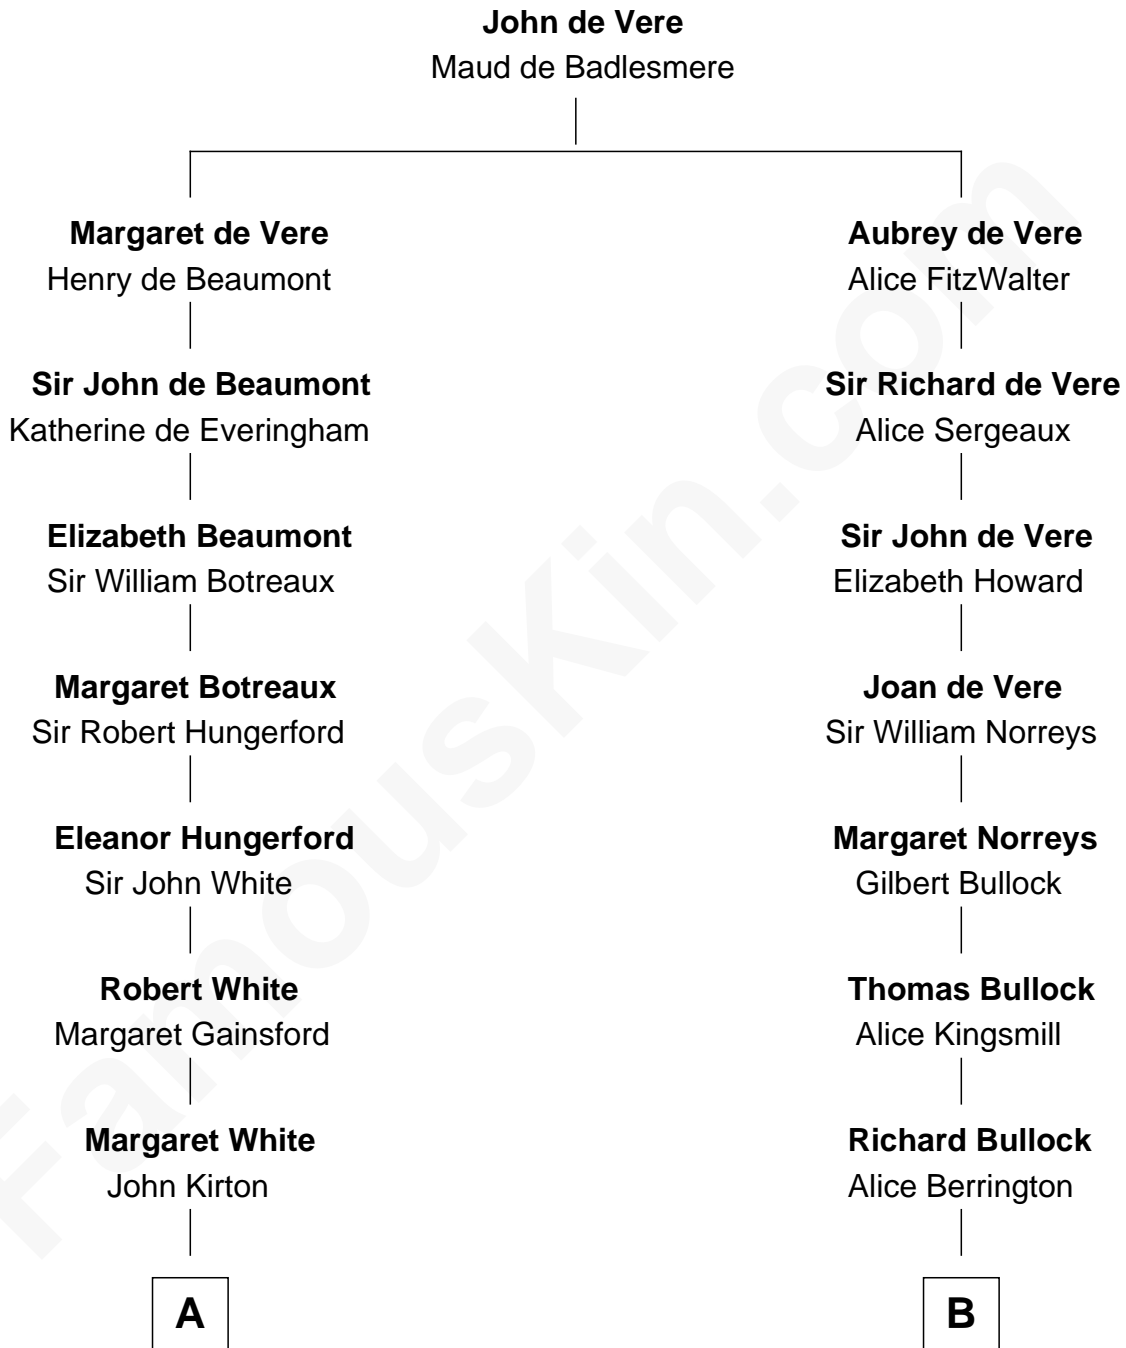 John de Vere
Maud de Badlesmere
Margaret de Vere
Henry de Beaumont
Aubrey de Vere
Alice FitzWalter
Sir John de Beaumont
Katherine de Everingham
Sir Richard de Vere
Alice Sergeaux
Elizabeth Beaumont
Sir William Botreaux
Sir John de Vere
Elizabeth Howard
Margaret Botreaux
Sir Robert Hungerford
Joan de Vere
Sir William Norreys
Eleanor Hungerford
Sir John White
Margaret Norreys
Gilbert Bullock
Robert White
Margaret Gainsford
Thomas Bullock
Alice Kingsmill
Margaret White
John Kirton
Richard Bullock
Alice Berrington
A
B
FamousKin.com